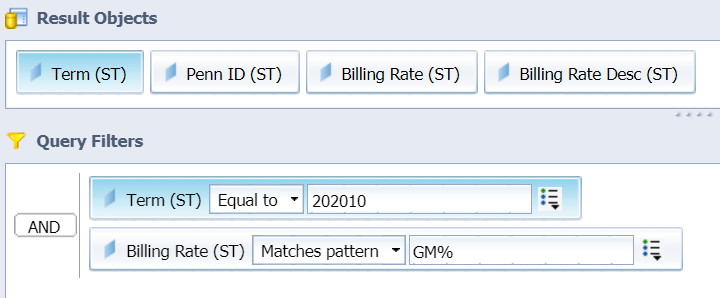 Result Objects
Term (ST) Penn ID (ST) Billing Rate (ST) Billing Rate Desc (ST)
Query Filters
Term (ST) Equal to 202010
AND
Billing Rate (ST) Matches pattern GM%